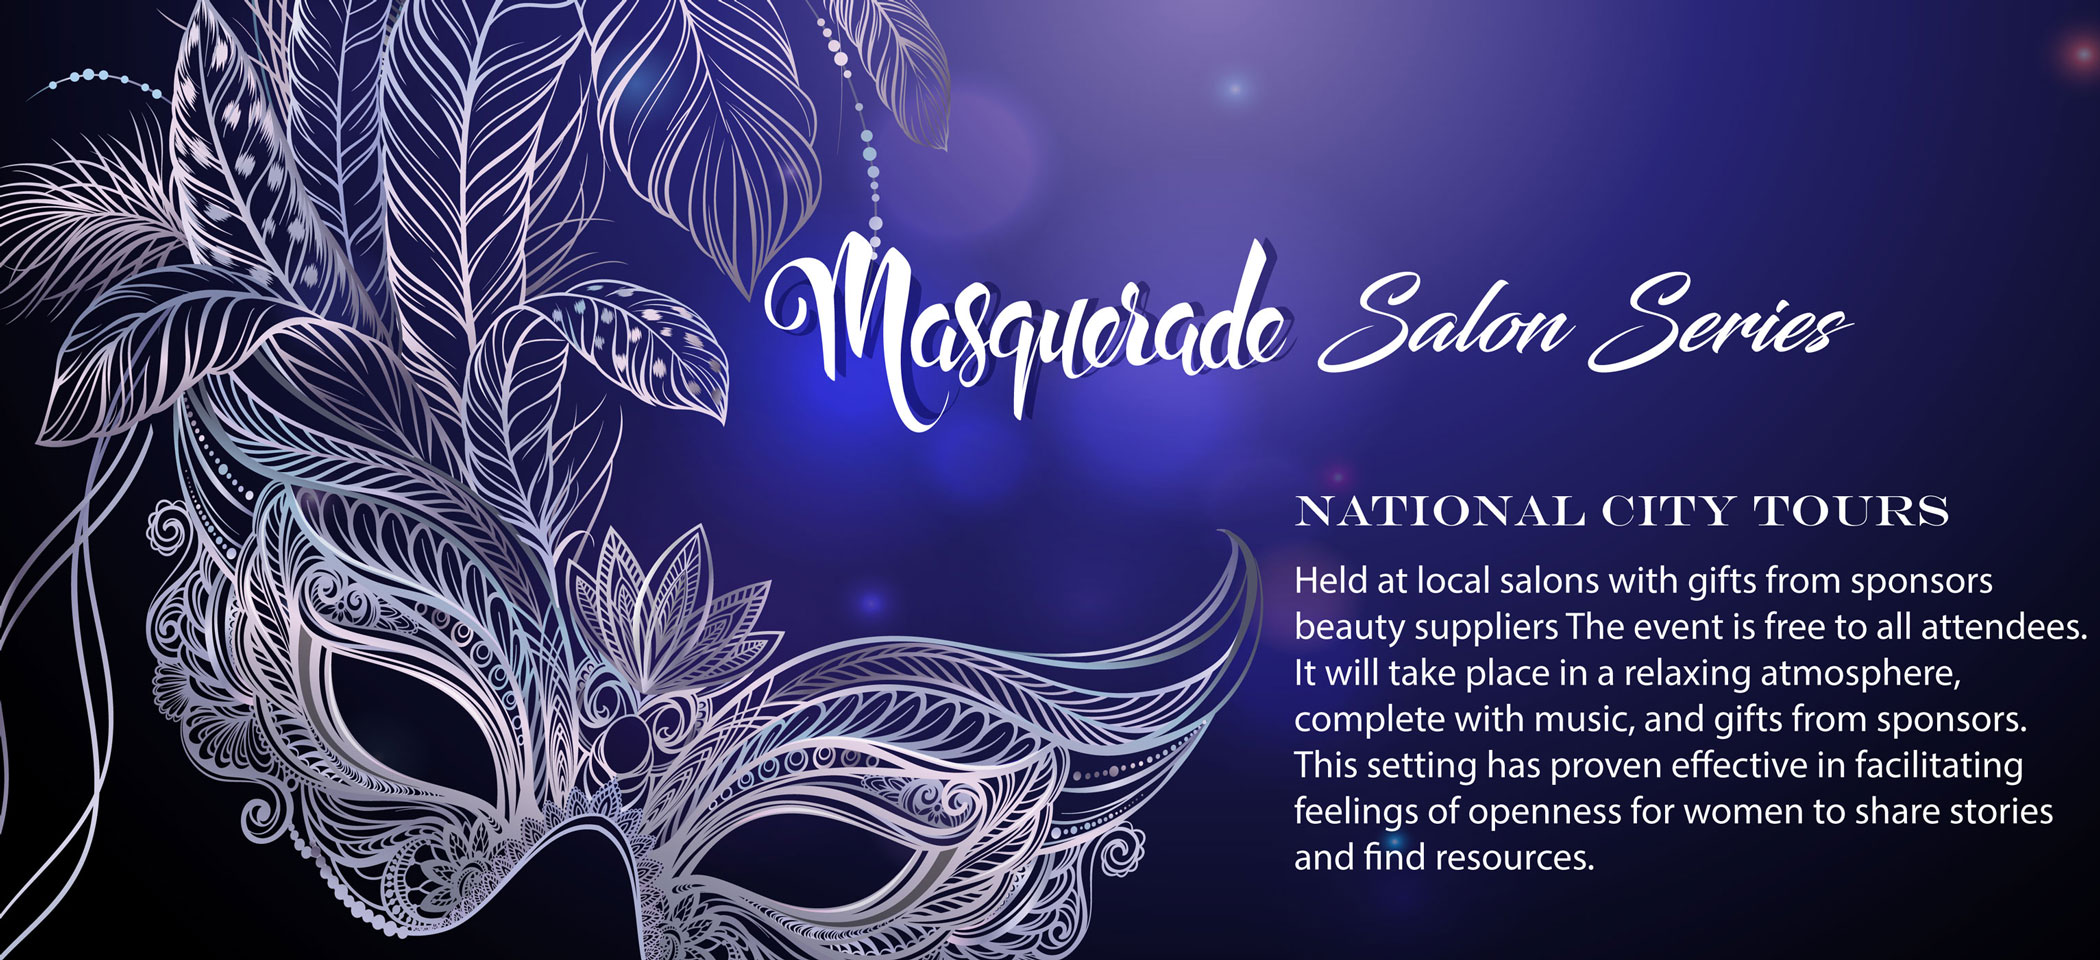 Masquerade Salon Series
NATIONAL CITY TOURS
Held at local salons with gifts from sponsors
beauty suppliers The event is free to all attendees.
It will take place in a relaxing atmosphere,
complete with music, and gifts from sponsors.
This setting has proven effective in facilitating
feelings of openness for women to share stories
and find resources.